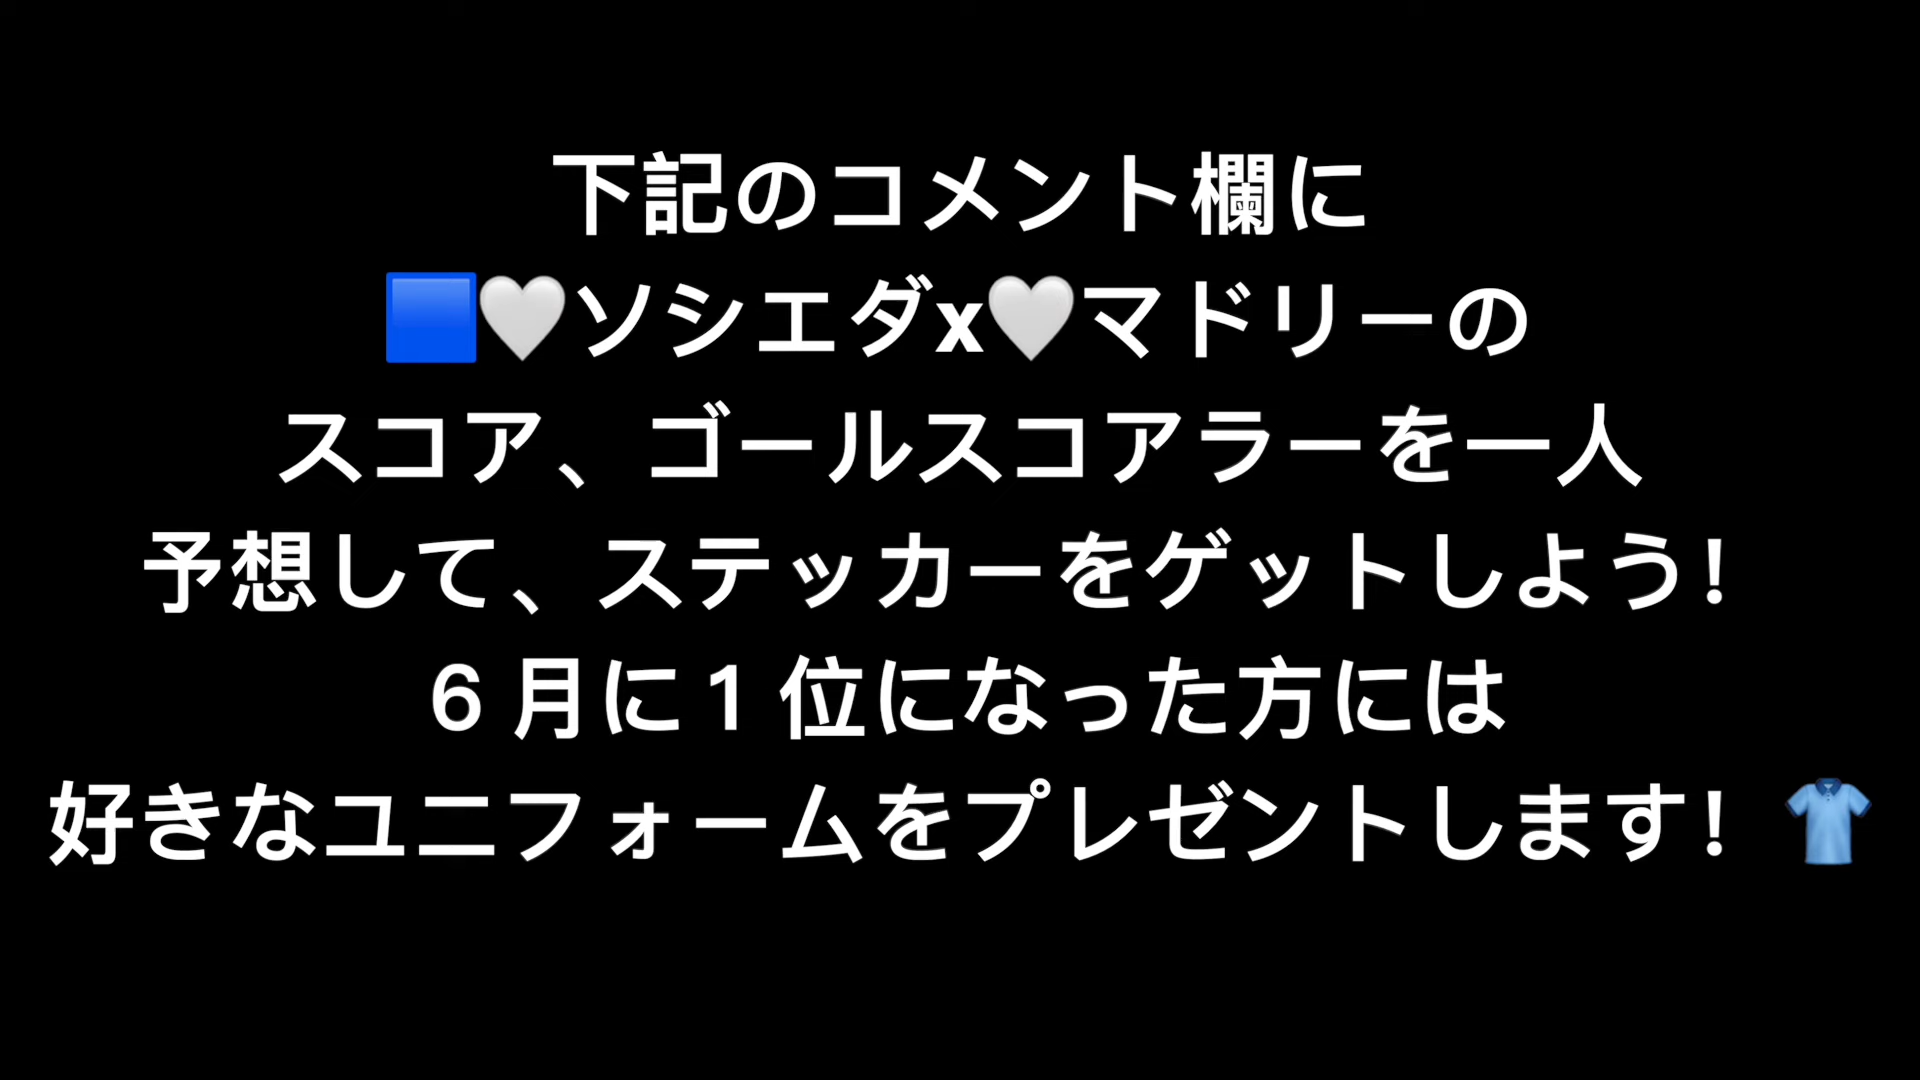 下記のコメント欄に
🟦🤍ソシエダx🤍マドリーの
スコア、ゴールスコアラーを一人
予想して、ステッカーをゲットしよう！
６月に１位になった方には
好きなユニフォームをプレゼントします！👕